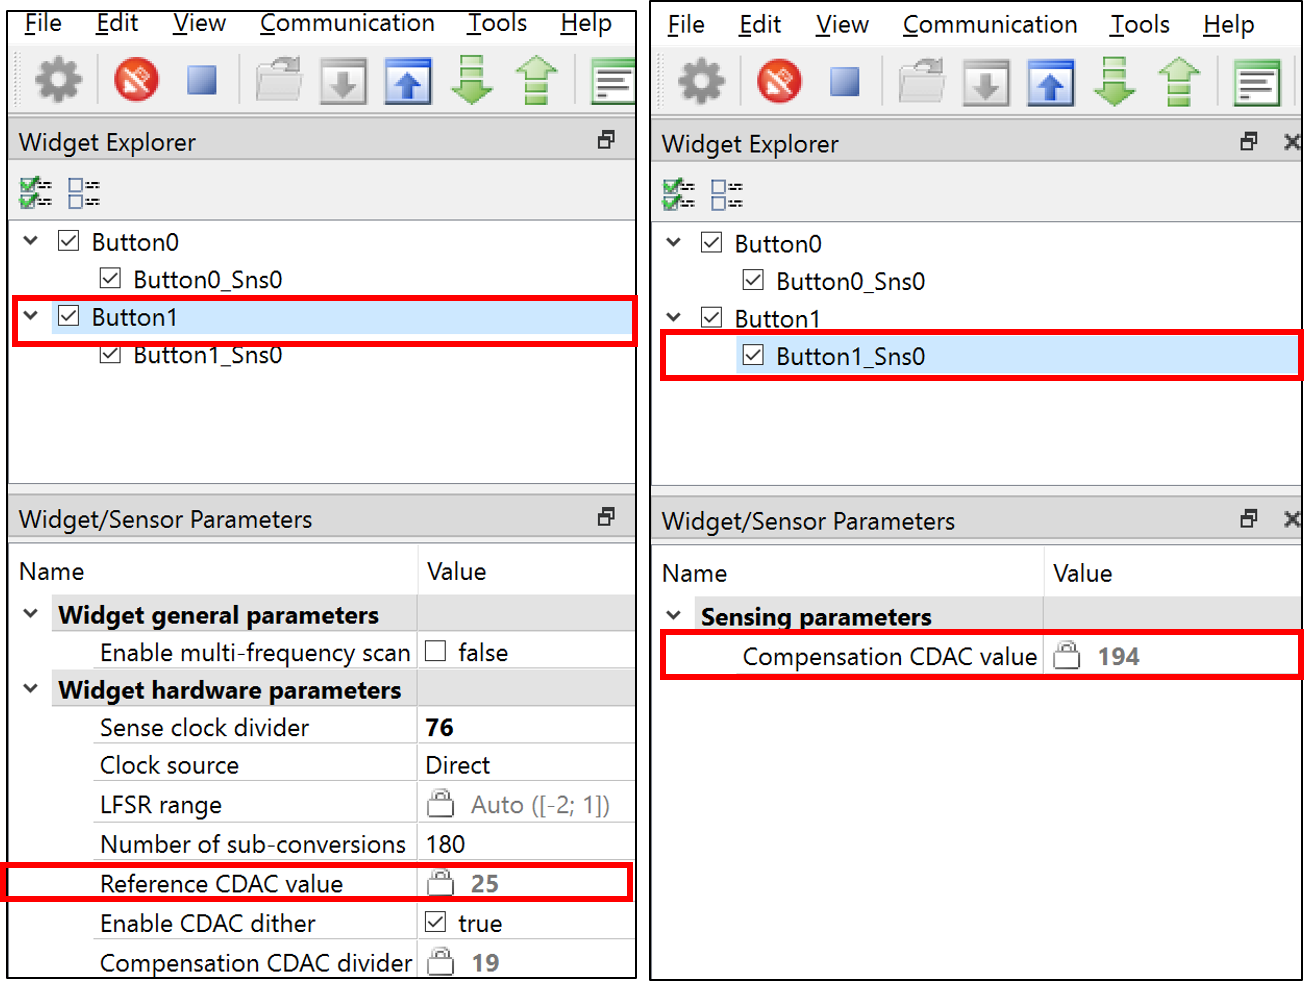 File Edit View Communication Tools Help
Widget Explorer
Button0
Button0_Sns0
Button1
Button1_Sns0
Widget/Sensor Parameters
Name Value
Widget general parameters
Enable multi-frequency scan false
Widget hardware parameters
Sense clock divider 76
Clock source Direct
LFSR range Auto ([-2; 1])
Number of sub-conversions 180
Reference CDAC value 25
Enable CDAC dither true
Compensation CDAC divider 19
File Edit View Communication Tools Help
Widget Explorer
Button0
Button0_Sns0
Button1
Button1_Sns0
Widget/Sensor Parameters
Name Value
Sensing parameters
Compensation CDAC value 194